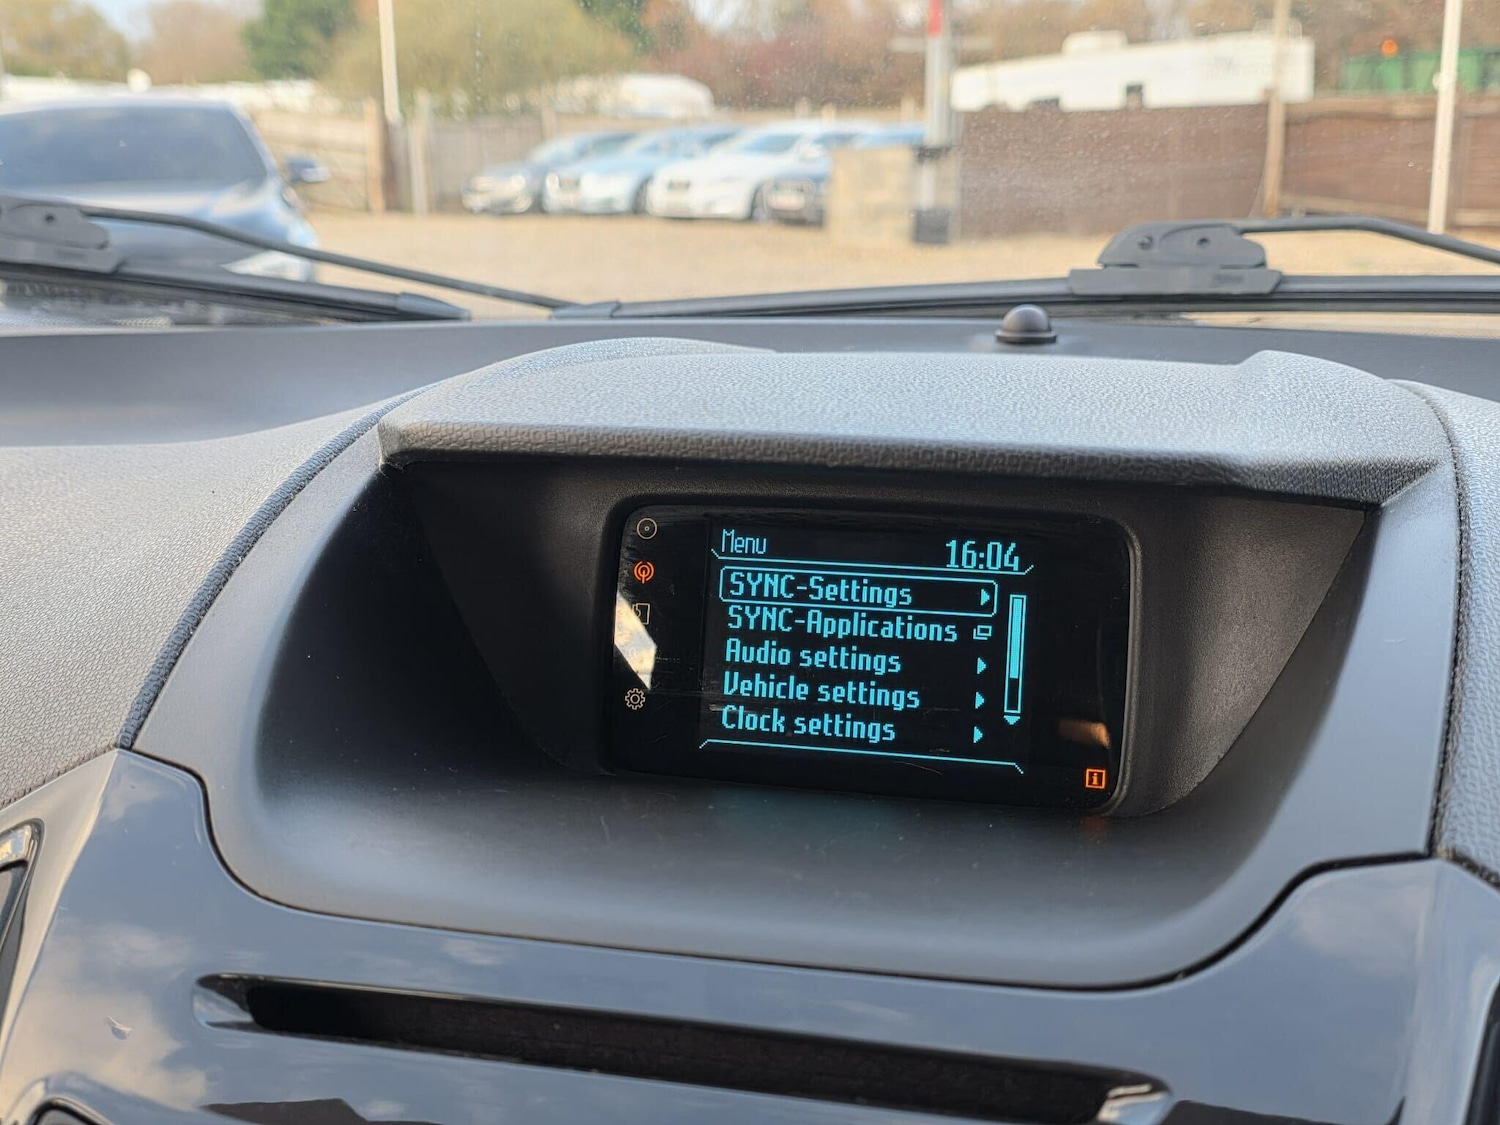 Menu 16:04
SYNC-Settings
SYNC-Applications
Audio settings
Vehicle settings
Clock settings
i